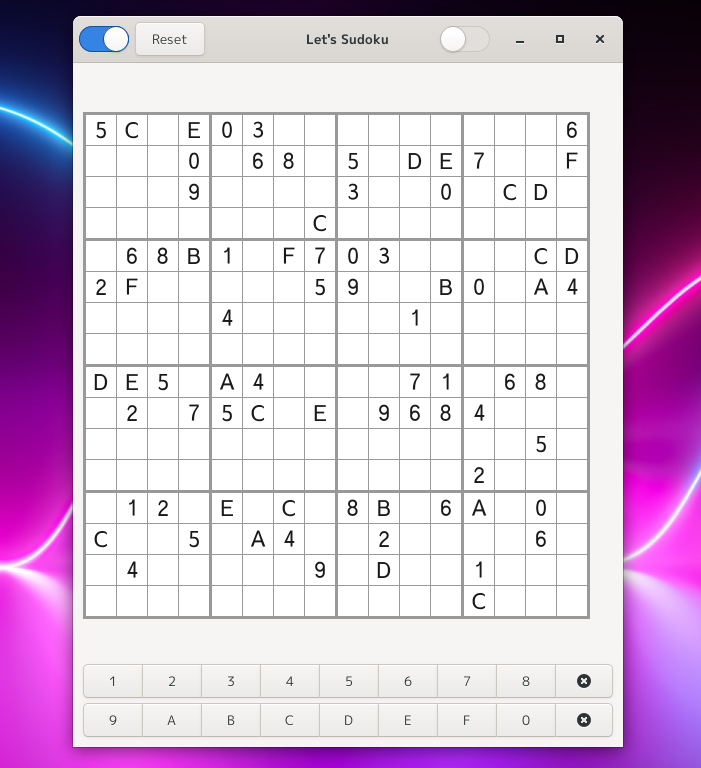 Reset Let's Sudoku
5 C E 0 3 6
0 6 8 5 D E 7 F
9 3 0 C D
C
6 8 B 1 F 7 0 3 C D
2 F 5 9 B 0 A 4
4 1
D E 5 A 4 7 1 6 8
2 7 5 C E 9 6 8 4
5
2
1 2 E C 8 B 6 A 0
C 5 A 4 2 6
4 9 D 1
C
1 2 3 4 5 6 7 8
9 A B C D E F 0